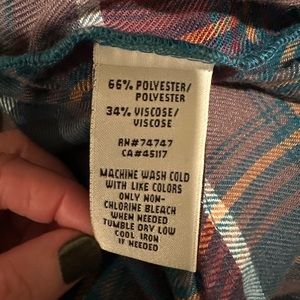 66% POLYESTER/
POLYESTER
34% VISCOSE/
VISCOSE
RN#74747
CA#45117
MACHINE WASH COLD
WITH LIKE COLORS
ONLY NON-
CHLORINE BLEACH
WHEN NEEDED
TUMBLE DRY LOW
COOL IRON
IF NEEDED